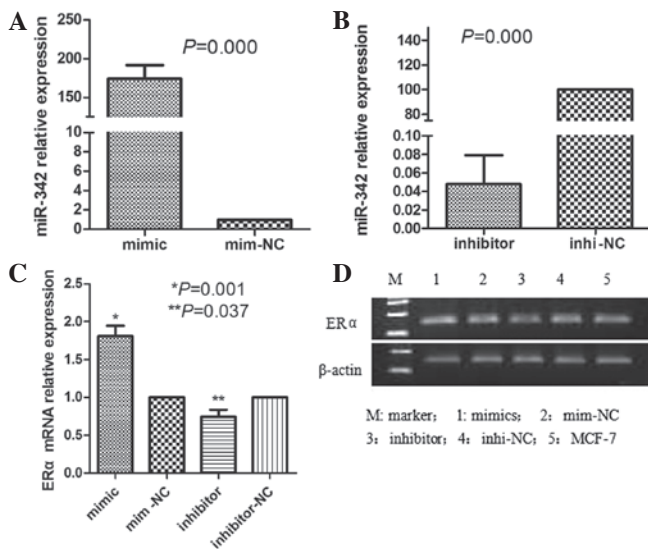 A
P=0.000
miR-342 relative expression
250
200
150
100
10
8
6
4
2
0
mimic
mim-NC
B
P=0.000
miR-342 relative expression
140
120
100
80
0.10
0.08
0.06
0.04
0.02
0.00
inhibitor
inhi-NC
C
*P=0.001
**P=0.037
ERα mRNA relative expression
2.5
2.0
1.5
1.0
0.5
0.0
*
**
mimic
mim-NC
inhibitor
inhibitor-NC
D
M 1 2 3 4 5
ERα
β-actin
M: marker; 1: mimics; 2: mim-NC
3: inhibitor; 4: inhi-NC; 5: MCF-7